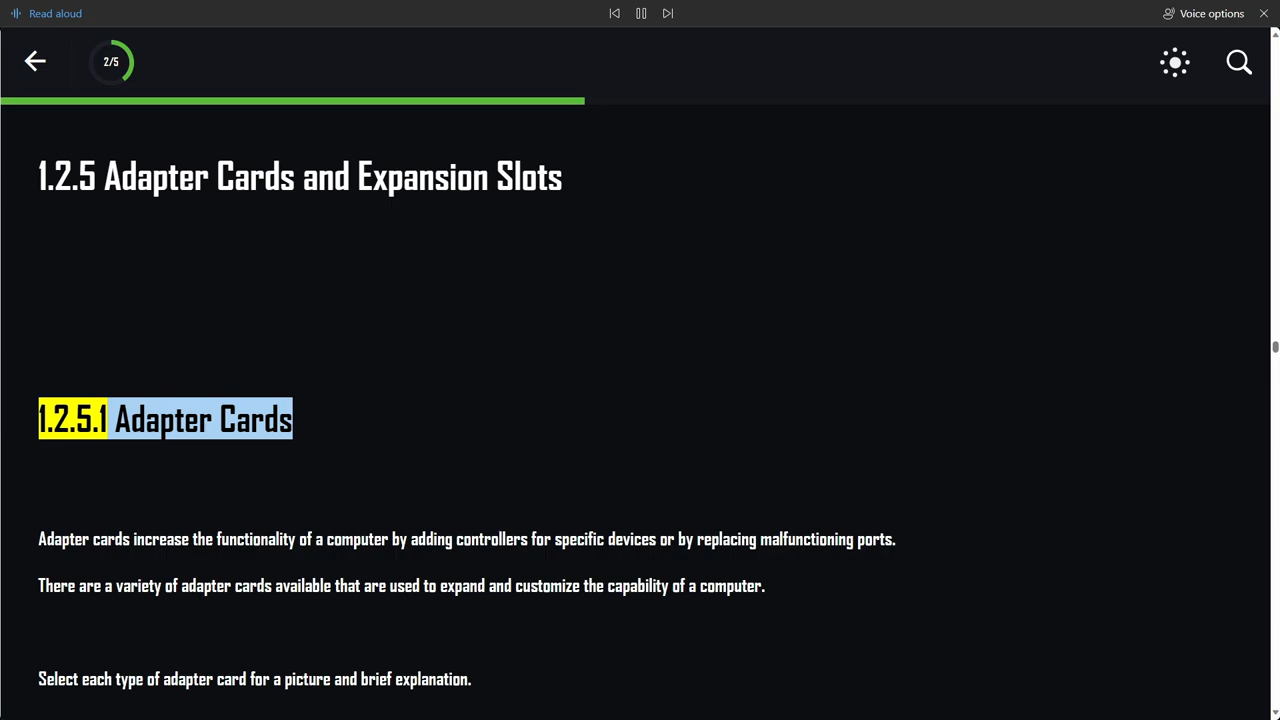 Read aloud
Voice options
2/5
1.2.5 Adapter Cards and Expansion Slots
1.2.5.1 Adapter Cards
Adapter cards increase the functionality of a computer by adding controllers for specific devices or by replacing malfunctioning ports.
There are a variety of adapter cards available that are used to expand and customize the capability of a computer.
Select each type of adapter card for a picture and brief explanation.